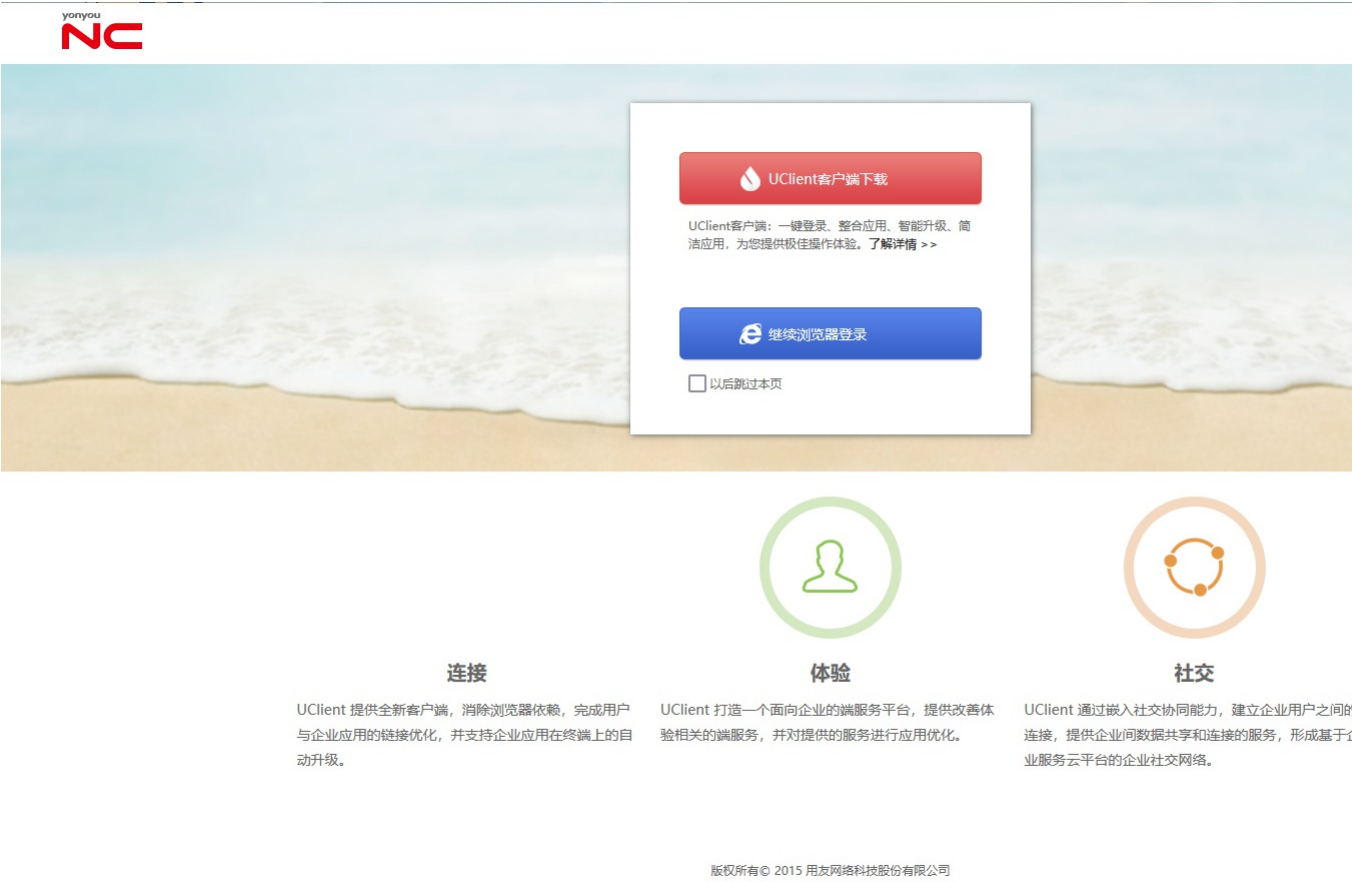 yonyou
NC
UClient客户端下载
UClient客户端：一键登录、整合应用、智能升级、简
洁应用，为您提供极佳操作体验。了解详情 >>
继续浏览器登录
以后跳过本页
连接
UClient 提供全新客户端，消除浏览器依赖，完成用户
与企业应用的链接优化，并支持企业应用在终端上的自
动升级。
体验
UClient 打造一个面向企业的端服务平台，提供改善体
验相关的端服务，并对提供的服务进行应用优化。
社交
UClient 通过嵌入社交协同能力，建立企业用户之间的
连接，提供企业间数据共享和连接的服务，形成基于企
业服务云平台的企业社交网络。
版权所有© 2015 用友网络科技股份有限公司